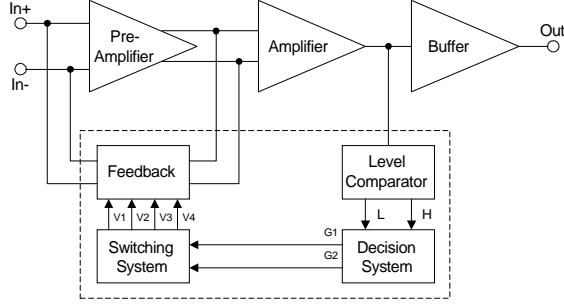 In+
In-
Pre-
Amplifier
Amplifier
Buffer
Out
Feedback
Level
Comparator
V1 V2 V3 V4
L H
G1
G2
Switching
System
Decision
System